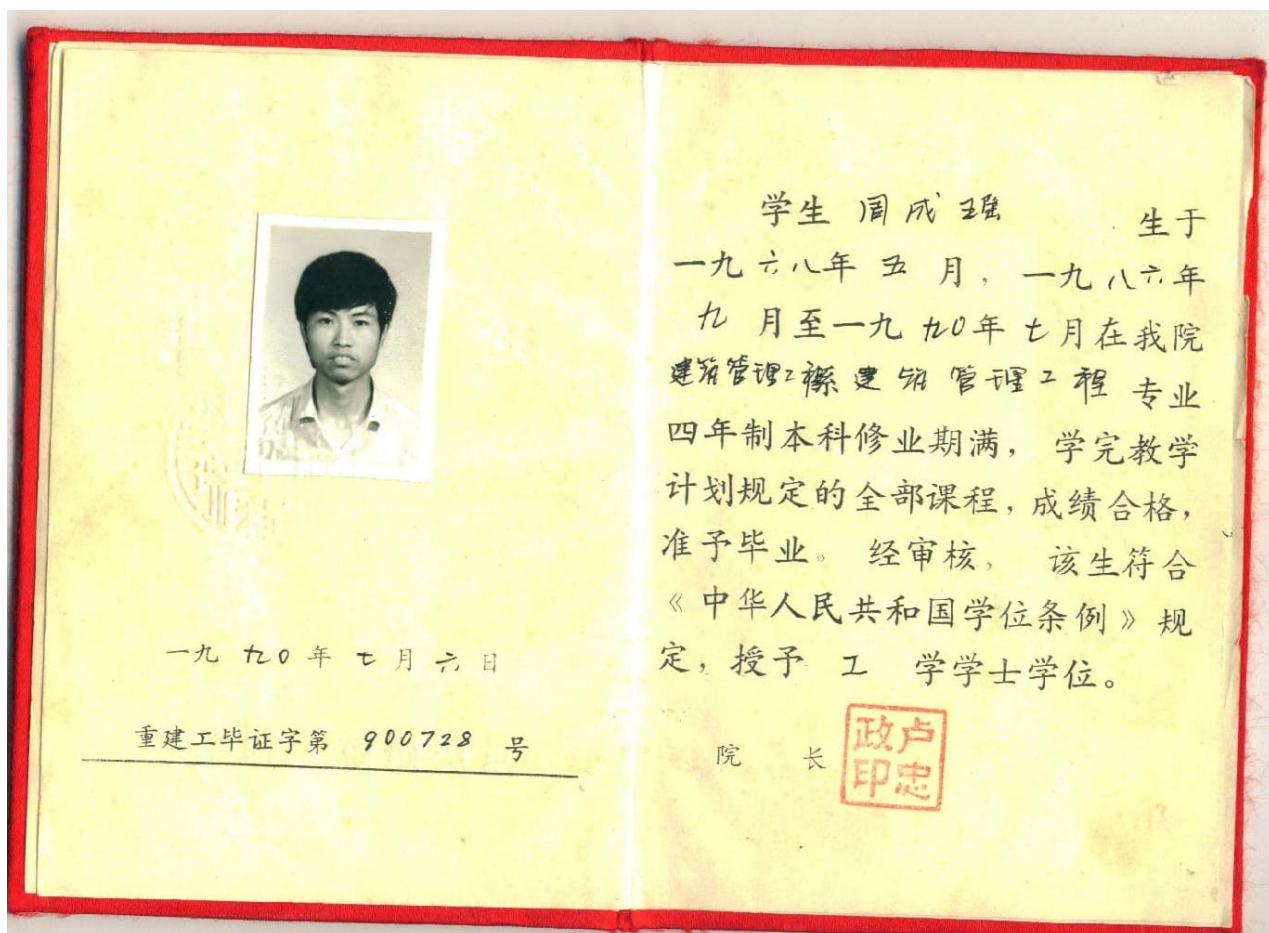 一九九0年七月六日
重建工毕证字第 900728 号
学生 周成 生于
一九六八年 五 月，一九八六年
九 月至一九九0年七月在我院
建筑管理工程系建筑管理工程 专业
四年制本科修业期满，学完教学
计划规定的全部课程，成绩合格，
准予毕业。经审核，该生符合
《中华人民共和国学位条例》规
定，授予 工 学学士学位。
院 长
卢忠
政印